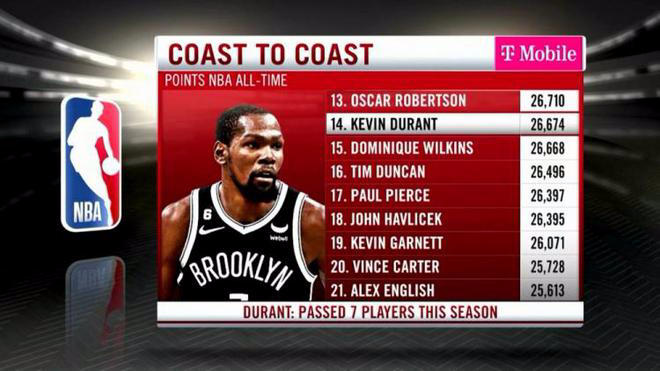 COAST TO COAST
T Mobile
POINTS NBA ALL-TIME
13. OSCAR ROBERTSON 26,710
14. KEVIN DURANT 26,674
15. DOMINIQUE WILKINS 26,668
16. TIM DUNCAN 26,496
17. PAUL PIERCE 26,397
18. JOHN HAVLICEK 26,395
19. KEVIN GARNETT 26,071
20. VINCE CARTER 25,728
21. ALEX ENGLISH 25,613
NBA
6
webull
BROOKLYN
DURANT: PASSED 7 PLAYERS THIS SEASON